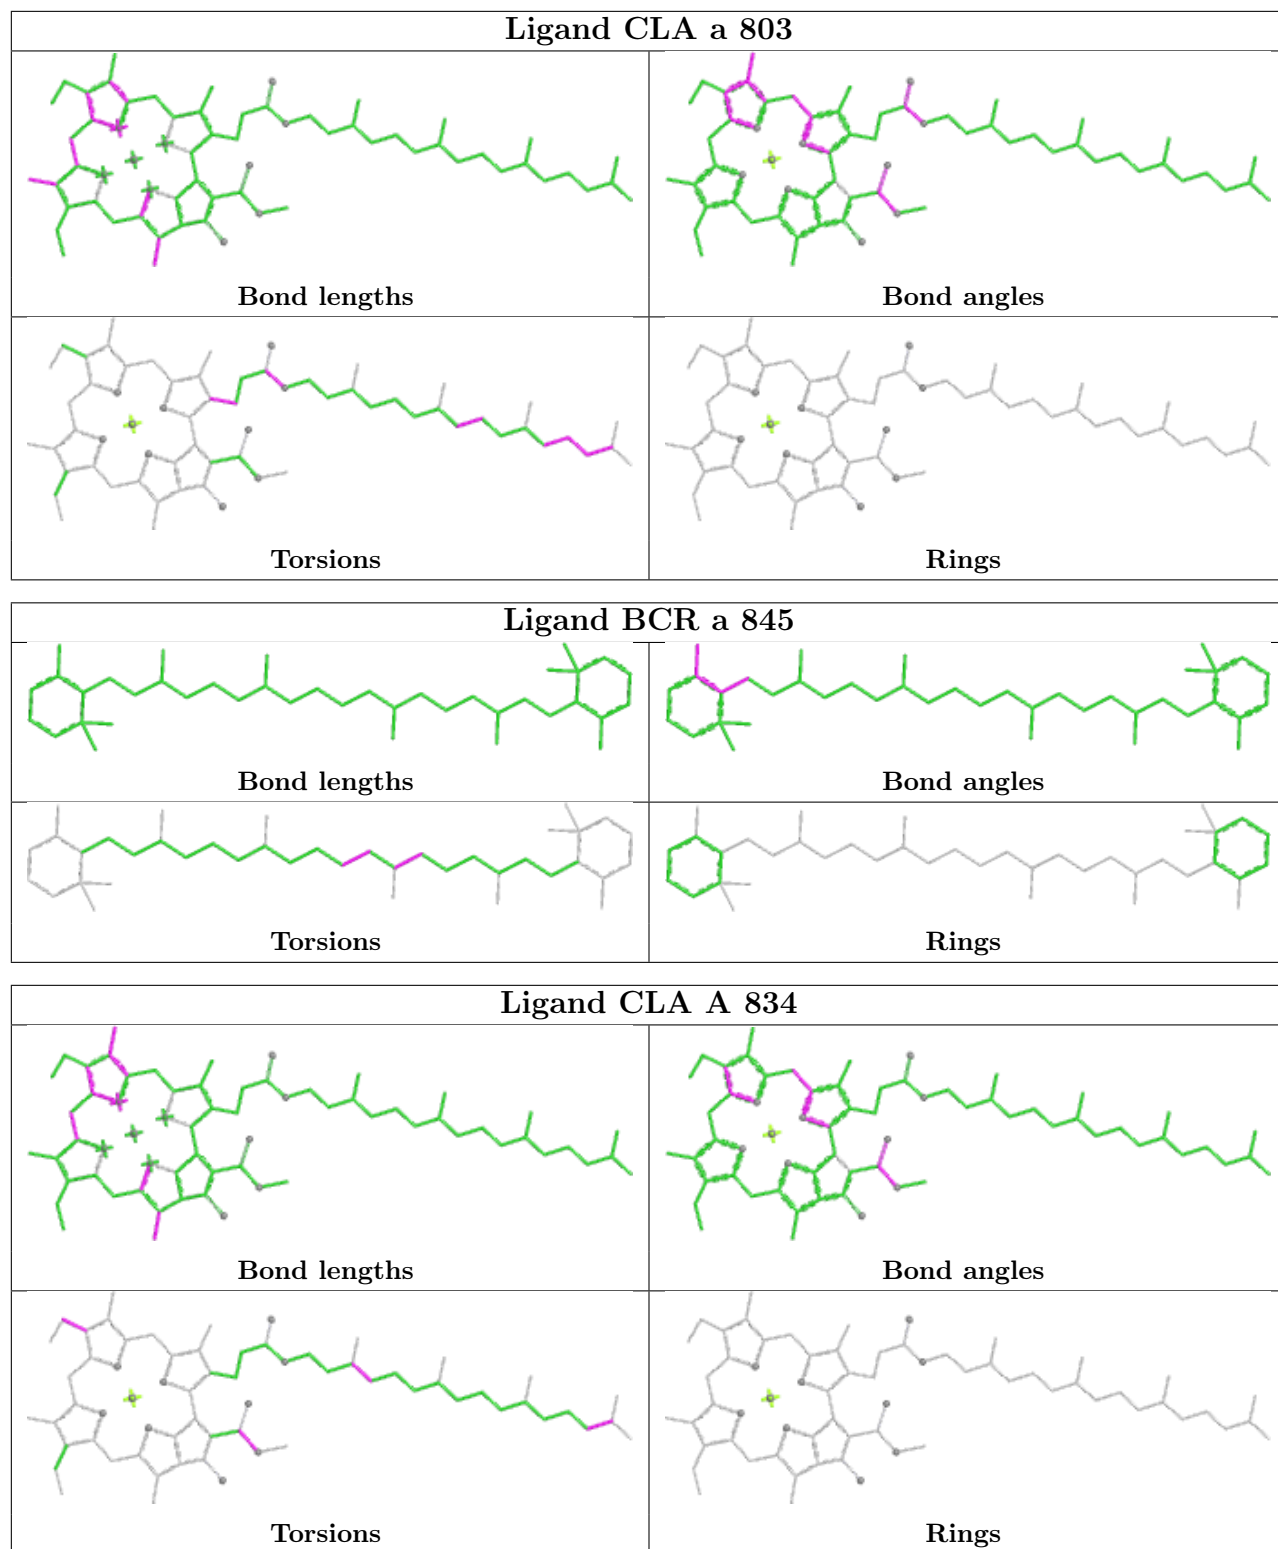 Ligand CLA a 803
Bond lengths
Bond angles
Torsions
Rings
Ligand BCR a 845
Bond lengths
Bond angles
Torsions
Rings
Ligand CLA A 834
Bond lengths
Bond angles
Torsions
Rings